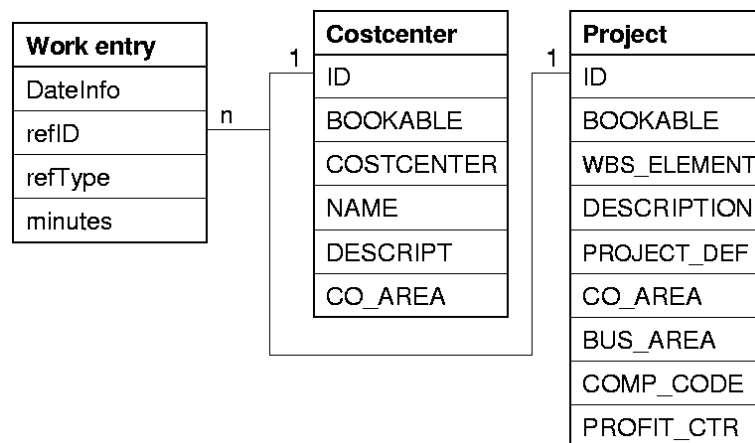 Work entry
DateInfo
refID
refType
minutes
n
1
Costcenter
ID
BOOKABLE
COSTCENTER
NAME
DESCRIPT
CO_AREA
1
Project
ID
BOOKABLE
WBS_ELEMENT
DESCRIPTION
PROJECT_DEF
CO_AREA
BUS_AREA
COMP_CODE
PROFIT_CTR